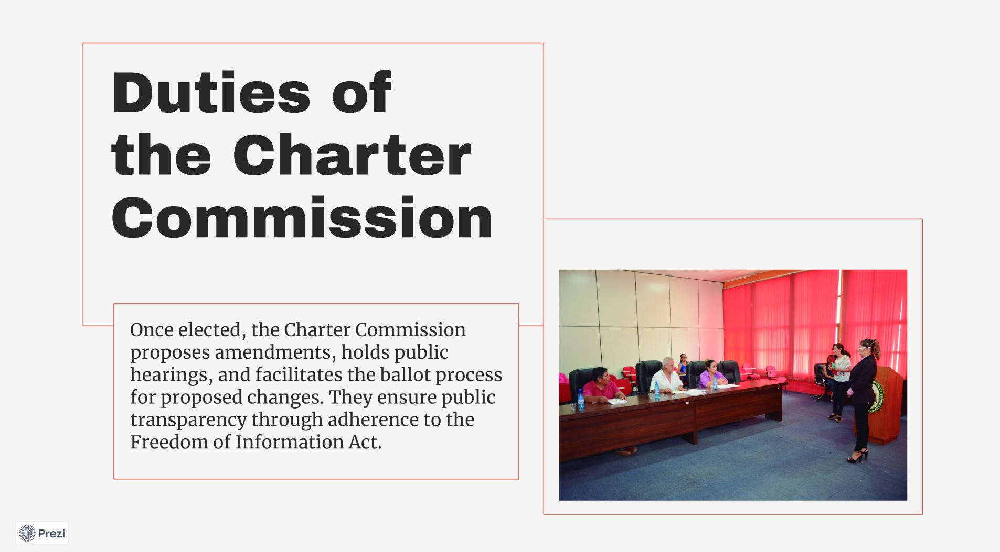 Duties of
the Charter
Commission
Once elected, the Charter Commission
proposes amendments, holds public
hearings, and facilitates the ballot process
for proposed changes. They ensure public
transparency through adherence to the
Freedom of Information Act.
Prezi